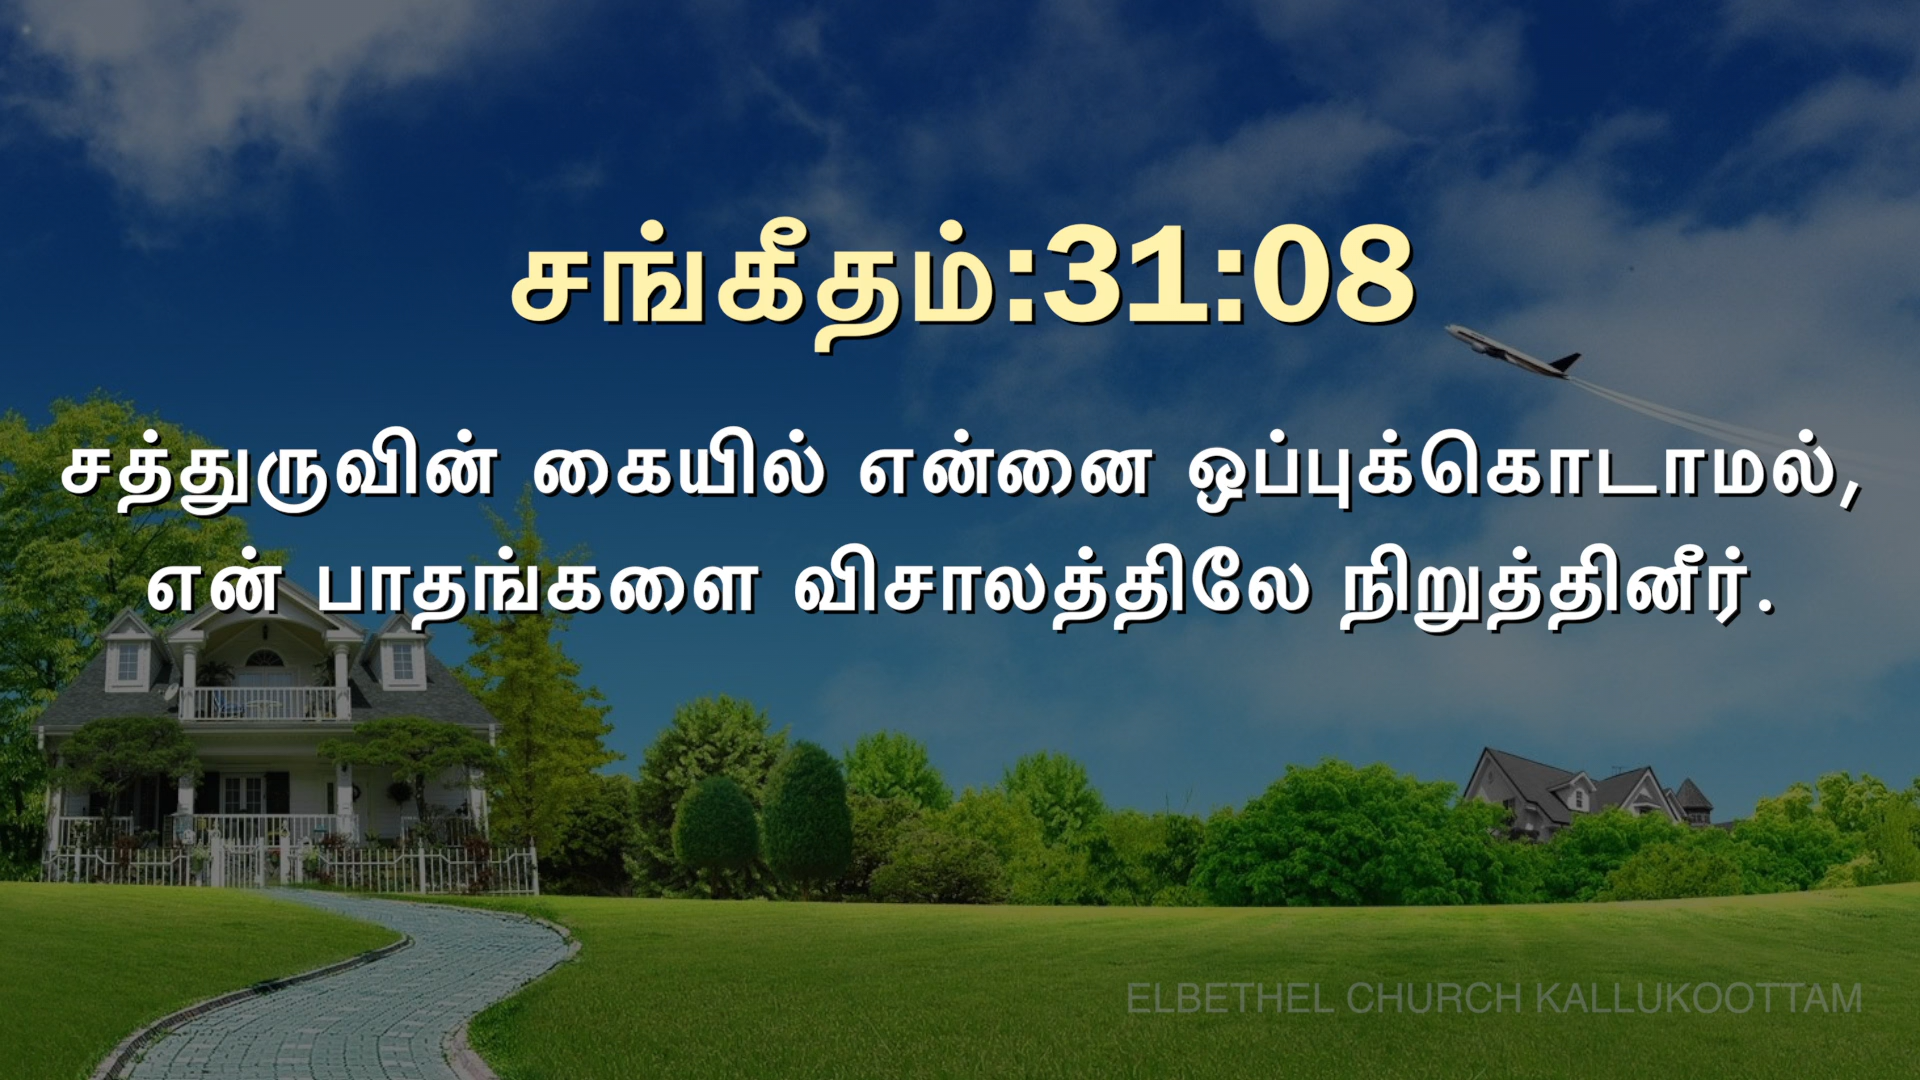 சங்கீதம்:31:08
சத்துருவின் கையில் என்னை ஒப்புக்கொடாமல்,
என் பாதங்களை விசாலத்திலே நிறுத்தினீர்.
ELBETHEL CHURCH KALLUKOOTTAM